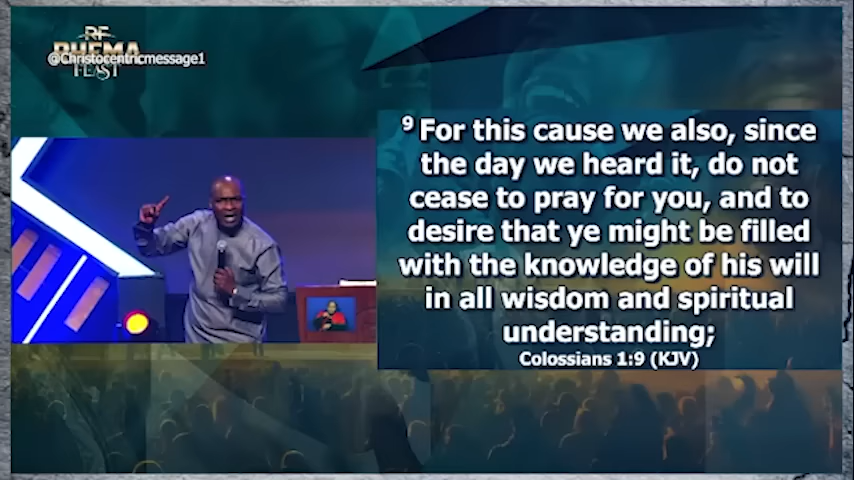 RF
RHEMA
@Christocentricmessage1
FEAST
9 For this cause we also, since
the day we heard it, do not
cease to pray for you, and to
desire that ye might be filled
with the knowledge of his will
in all wisdom and spiritual
understanding;
Colossians 1:9 (KJV)